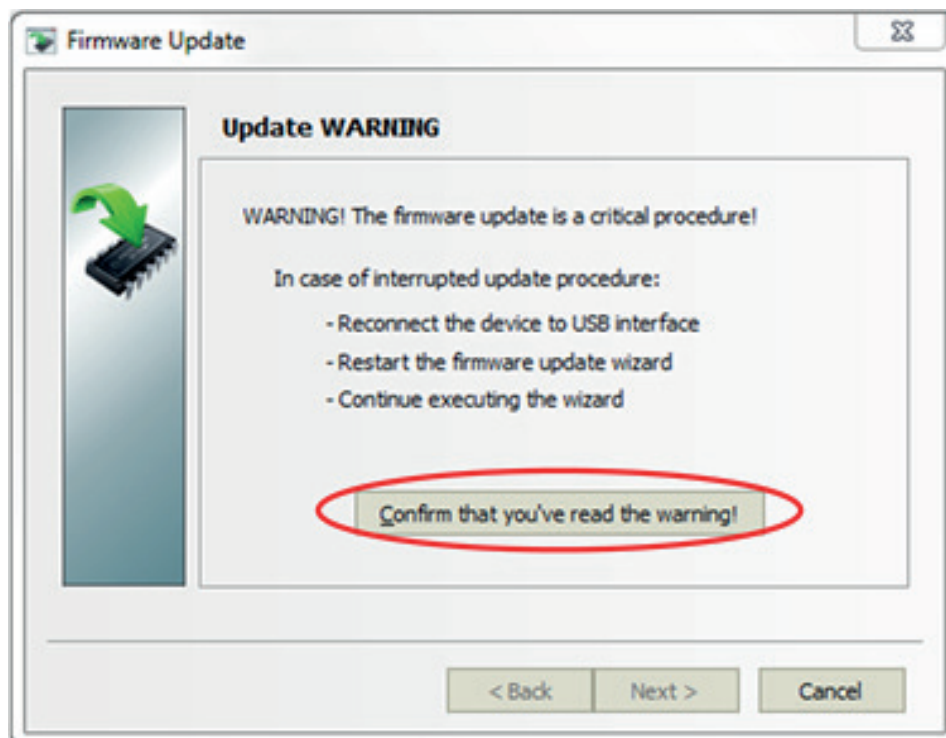 Firmware Update
Update WARNING
WARNING! The firmware update is a critical procedure!
In case of interrupted update procedure:
- Reconnect the device to USB interface
- Restart the firmware update wizard
- Continue executing the wizard
Confirm that you've read the warning!
< Back Next > Cancel